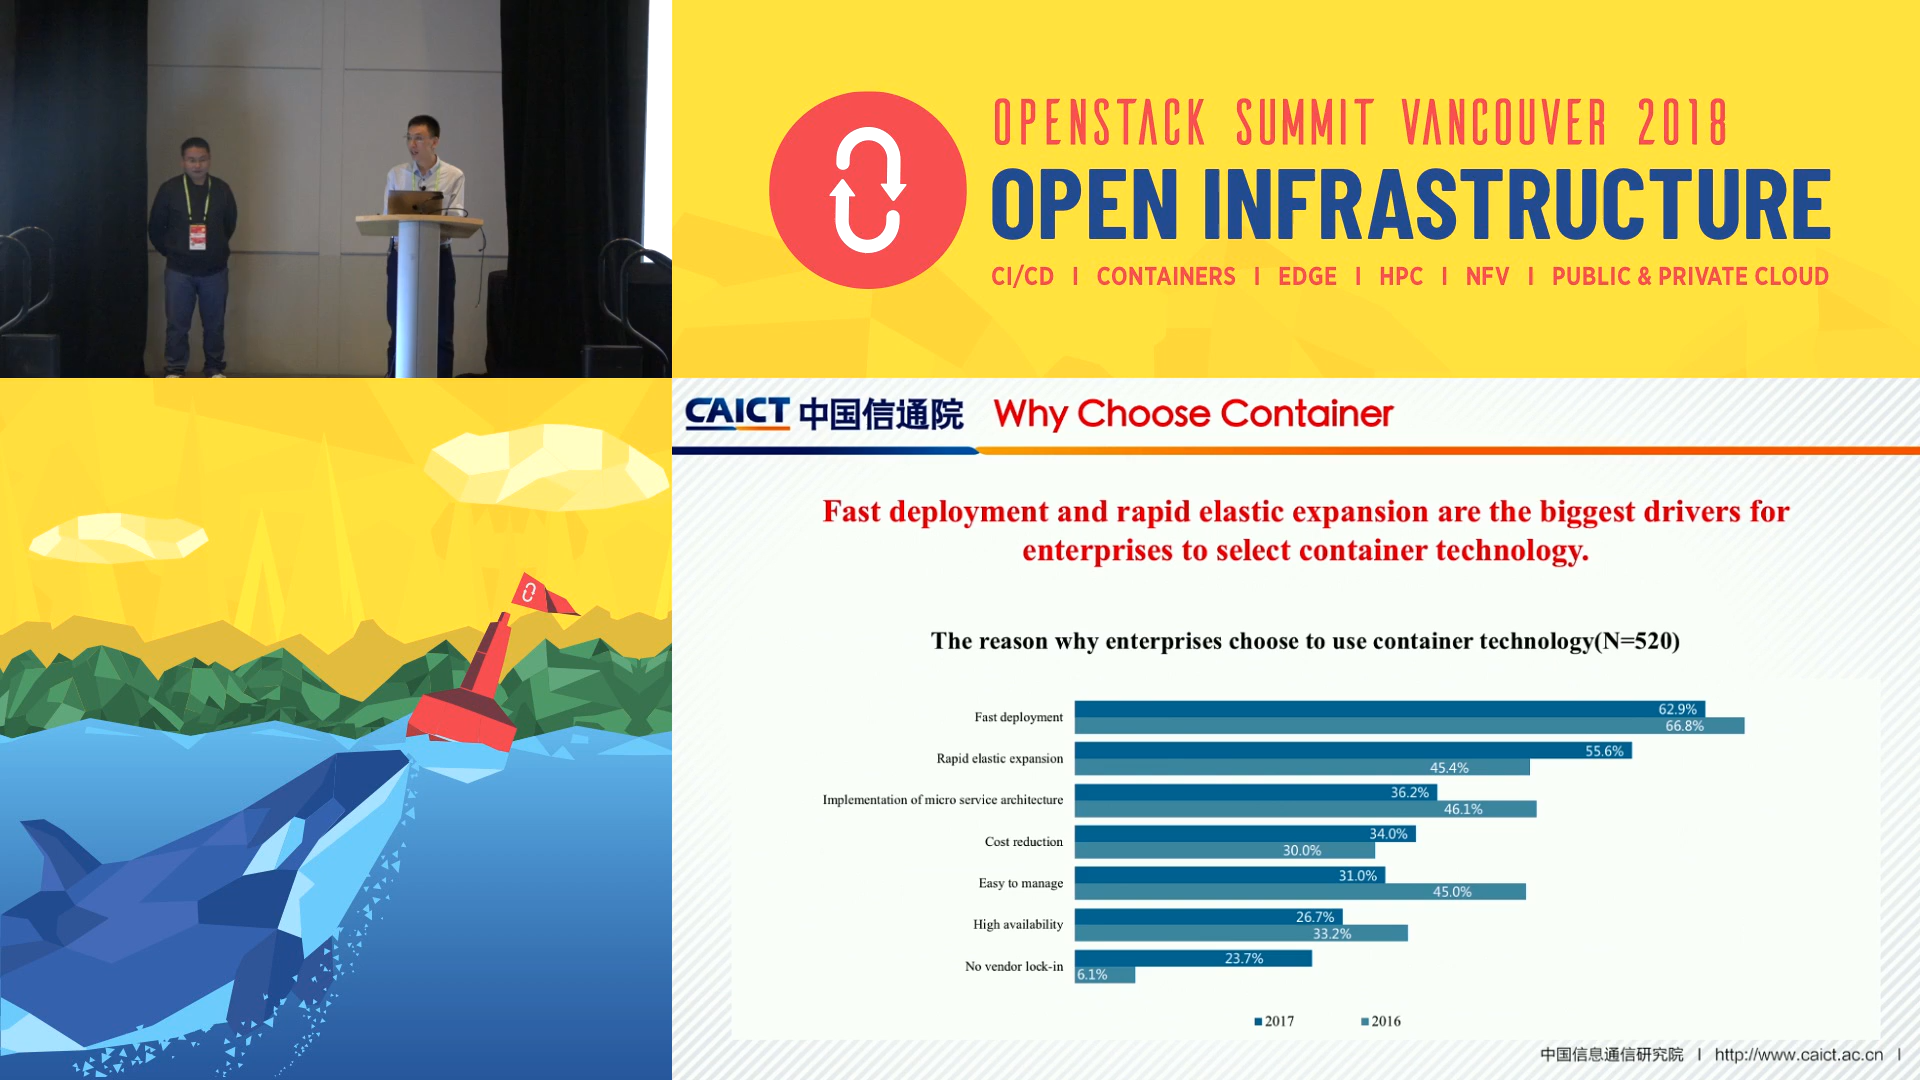 OPENSTACK SUMMIT VANCOUVER 2018
OPEN INFRASTRUCTURE
CI/CD | CONTAINERS | EDGE | HPC | NFV | PUBLIC & PRIVATE CLOUD
CAICT 中国信通院 Why Choose Container
Fast deployment and rapid elastic expansion are the biggest drivers for
enterprises to select container technology.
The reason why enterprises choose to use container technology(N=520)
Fast deployment 62.9% 66.8%
Rapid elastic expansion 55.6% 45.4%
Implementation of micro service architecture 36.2% 46.1%
Cost reduction 34.0% 30.0%
Easy to manage 31.0% 45.0%
High availability 26.7% 33.2%
No vendor lock-in 23.7% 6.1%
2017 2016
中国信息通信研究院 | http://www.caict.ac.cn |